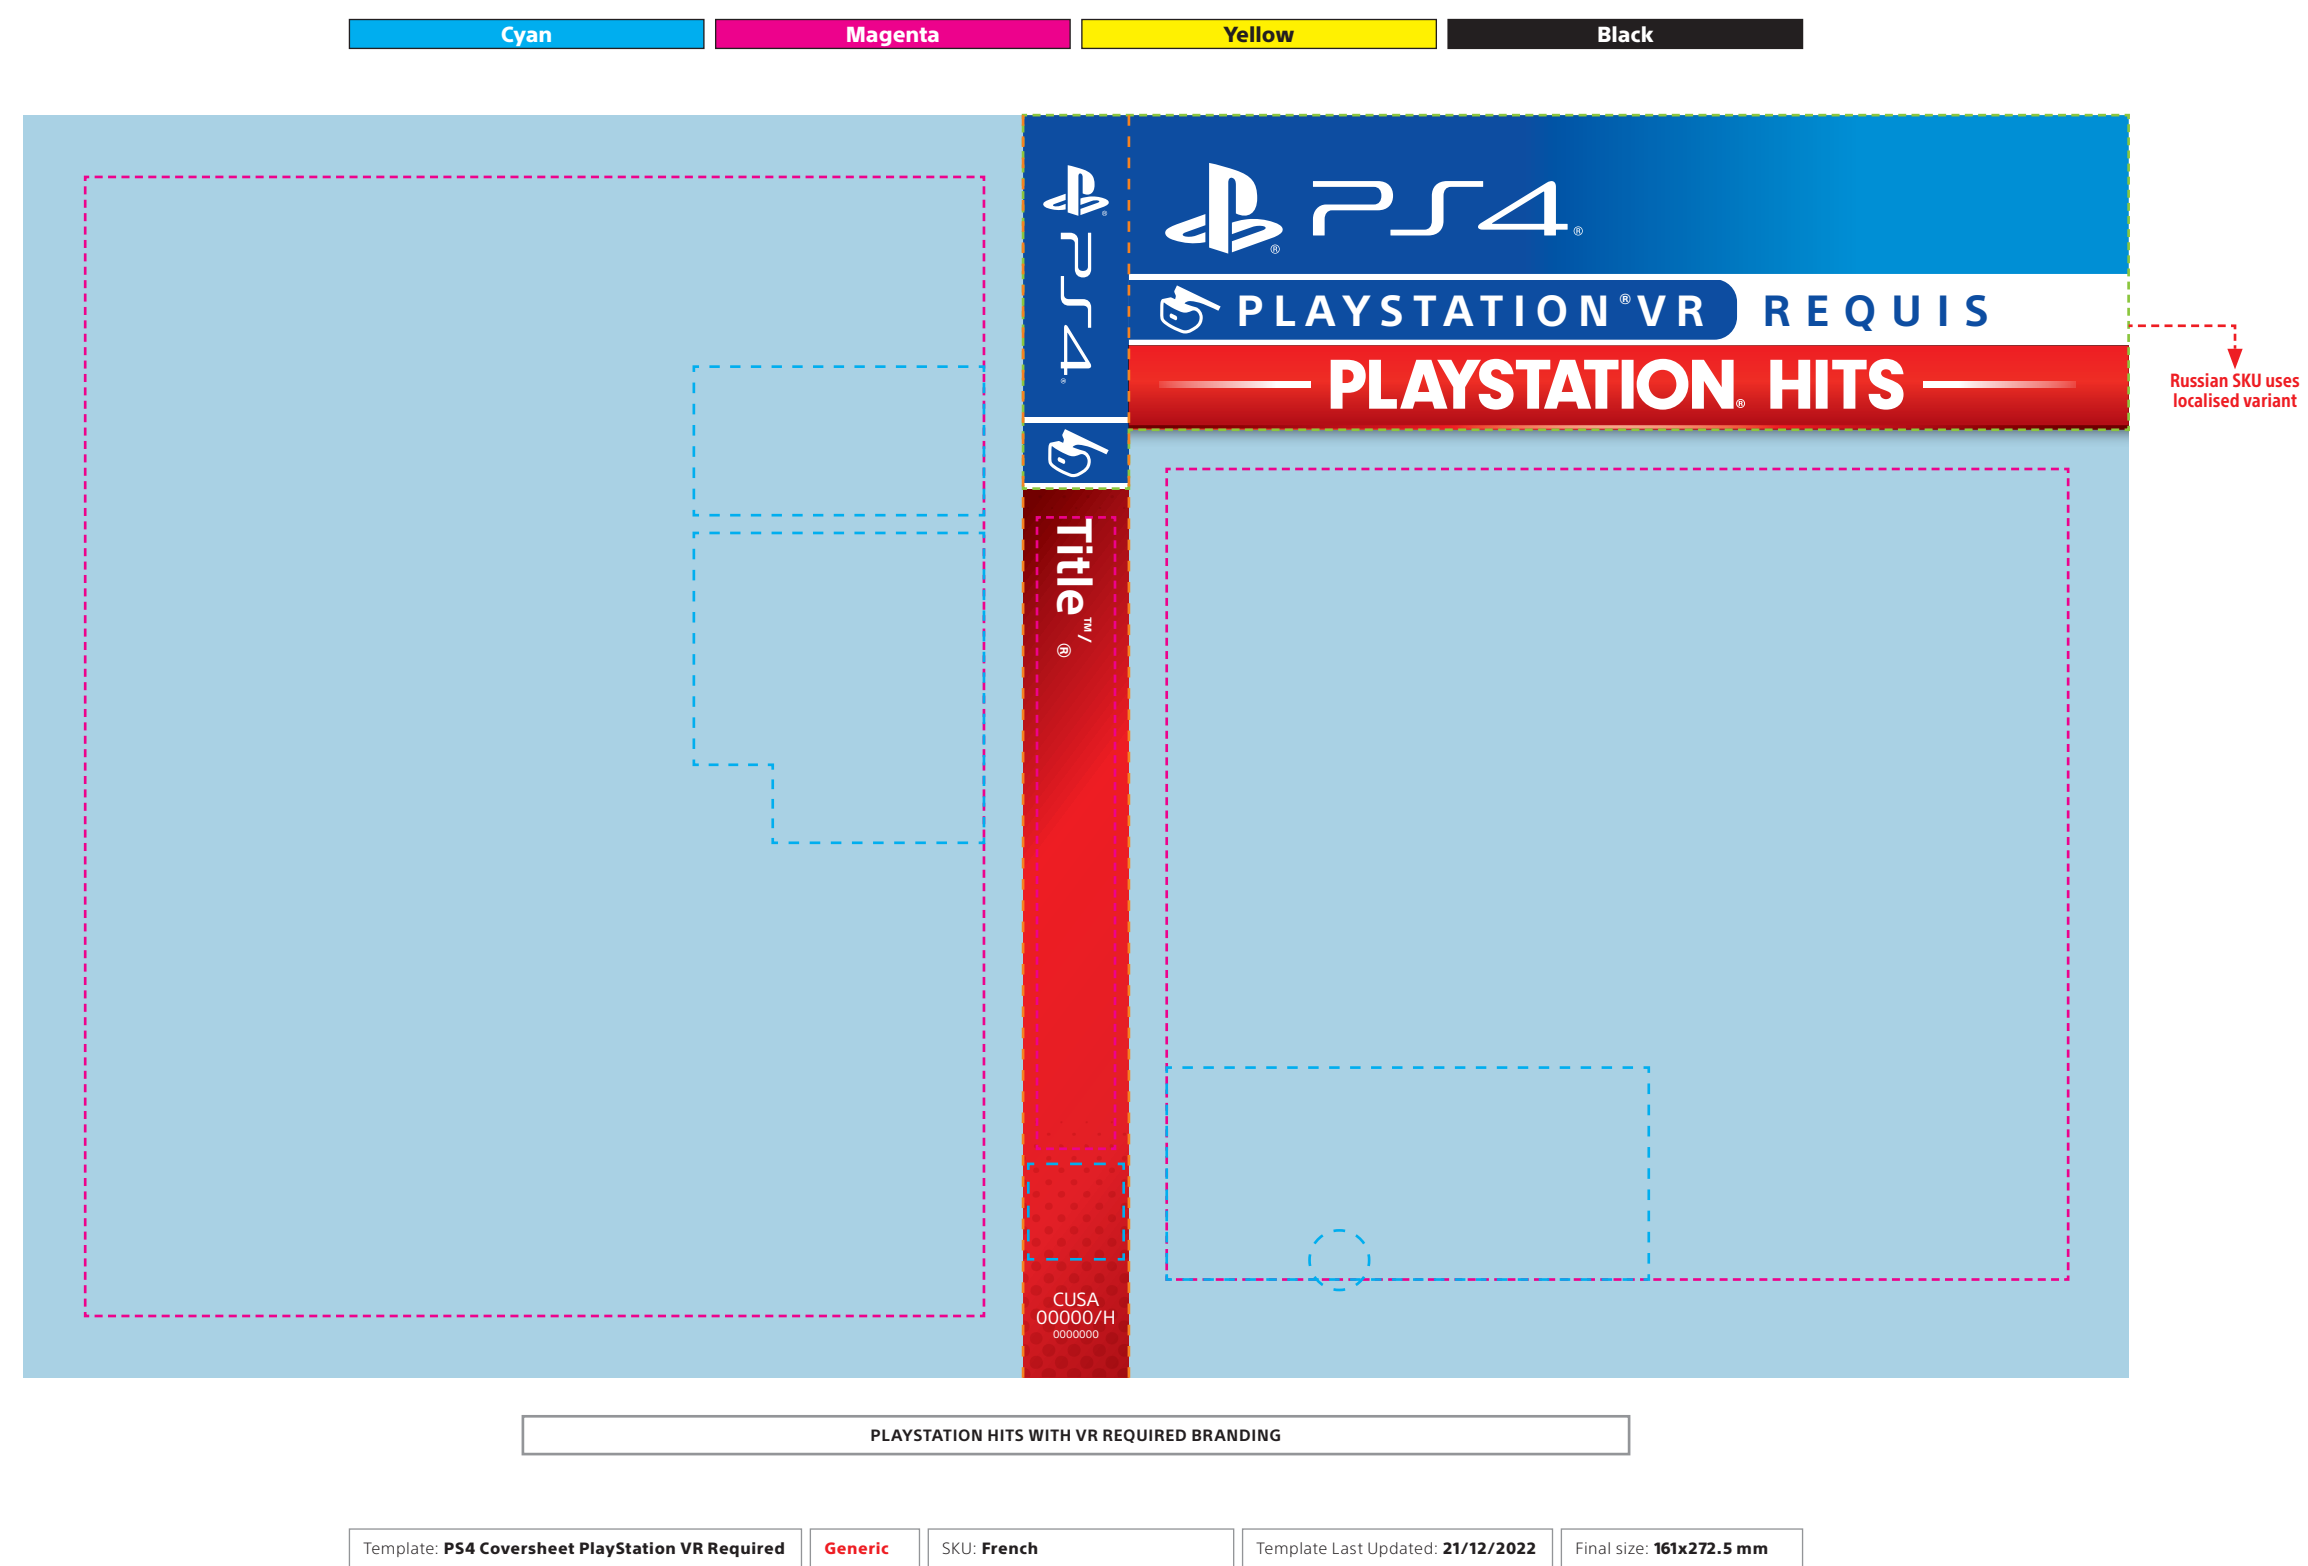 Cyan
Magenta
Yellow
Black
PS4®
PLAYSTATION®VR REQUIS
PLAYSTATION® HITS
Russian SKU uses
localised variant
PS4®
Title™/®
CUSA
00000/H
0000000
PLAYSTATION HITS WITH VR REQUIRED BRANDING
Template: PS4 Coversheet PlayStation VR Required
Generic
SKU: French
Template Last Updated: 21/12/2022
Final size: 161x272.5 mm